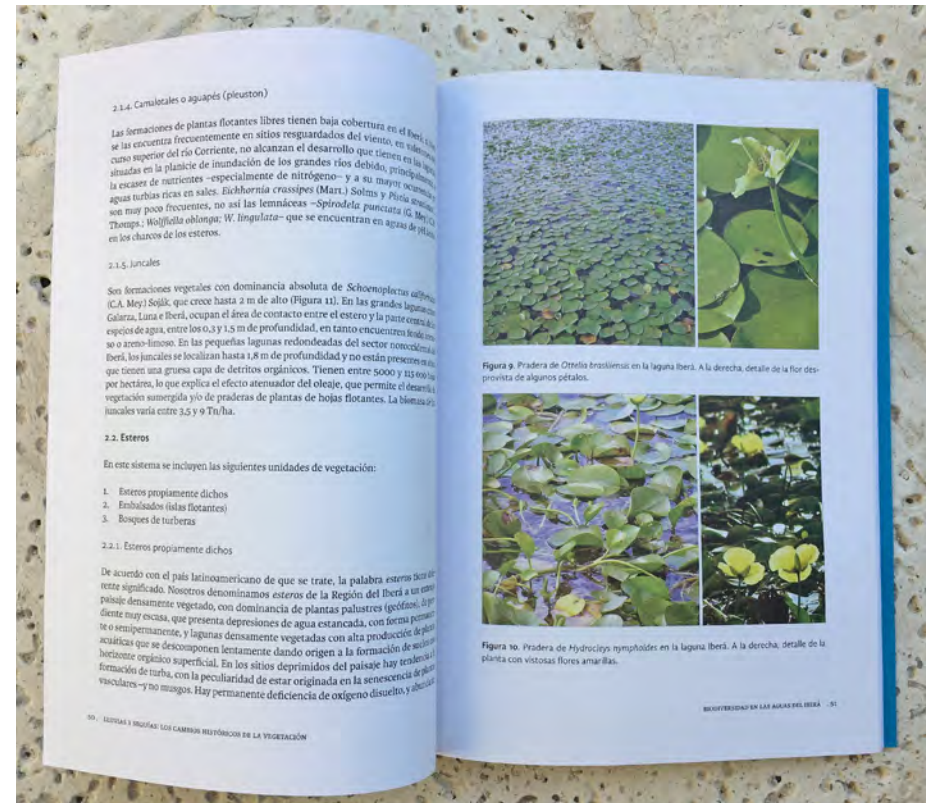 2.1.4. Camalotales o aguapés (pleuston)
Las formaciones de plantas flotantes libres tienen baja cobertura en el Iberá,
se las encuentra frecuentemente en sitios resguardados del viento, en
curso superior del río Corriente, no alcanzan el desarrollo que tienen en las
situadas en la planicie de inundación de los grandes ríos debido, principalmente,
la escasez de nutrientes –especialmente de nitrógeno– y a su mayor
aguas turbias ricas en sales. Eichhornia crassipes (Mart.) Solms y Pistia
son muy poco frecuentes, no así las lemnáceas –Spirodela punctata (G. Mey.)
Thomps.; Wolffiella oblonga; W. lingulata– que se encuentran en aguas de
en los charcos de los esteros.
2.1.5. Juncales
Son formaciones vegetales con dominancia absoluta de Schoenoplectus
(C.A. Mey.) Soják, que crece hasta 2 m de alto (Figura 11). En las grandes lagunas
Galarza, Luna e Iberá, ocupan el área de contacto entre el estero y la parte central
espejos de agua, entre los 0,3 y 1,5 m de profundidad, en tanto encuentren
so o areno-limoso. En las pequeñas lagunas redondeadas del sector
Iberá, los juncales se localizan hasta 1,8 m de profundidad y no están presentes
que tienen una gruesa capa de detritos orgánicos. Tienen entre 5000 y
por hectárea, lo que explica el efecto atenuador del oleaje, que permite el
vegetación sumergida y/o de praderas de plantas de hojas flotantes. La biomasa
juncales varía entre 3,5 y 9 Tn/ha.
2.2. Esteros
En este sistema se incluyen las siguientes unidades de vegetación:
1. Esteros propiamente dichos
2. Embalsados (islas flotantes)
3. Bosques de turberas
2.2.1. Esteros propiamente dichos
De acuerdo con el país latinoamericano de que se trate, la palabra esteros tiene
rente significado. Nosotros denominamos esteros de la Región del Iberá a un
paisaje densamente vegetado, con dominancia de plantas palustres (geófitos), de
diente muy escasa, que presenta depresiones de agua estancada, con forma
te o semipermanente, y lagunas densamente vegetadas con alta producción de
acuáticas que se descomponen lentamente dando origen a la formación de
horizonte orgánico superficial. En los sitios deprimidos del paisaje hay tendencia
formación de turba, con la peculiaridad de estar originada en la senescencia de
vasculares –y no musgos. Hay permanente deficiencia de oxígeno disuelto, y
50 . LLUVIAS Y SEQUÍAS: LOS CAMBIOS HISTÓRICOS DE LA VEGETACIÓN
Figura 9. Pradera de Ottelia brasiliensis en la laguna Iberá. A la derecha, detalle de la flor des-
provista de algunos pétalos.
Figura 10. Pradera de Hydrocleys nymphoides en la laguna Iberá. A la derecha, detalle de la
planta con vistosas flores amarillas.
BIODIVERSIDAD EN LAS AGUAS DEL IBERÁ . 51